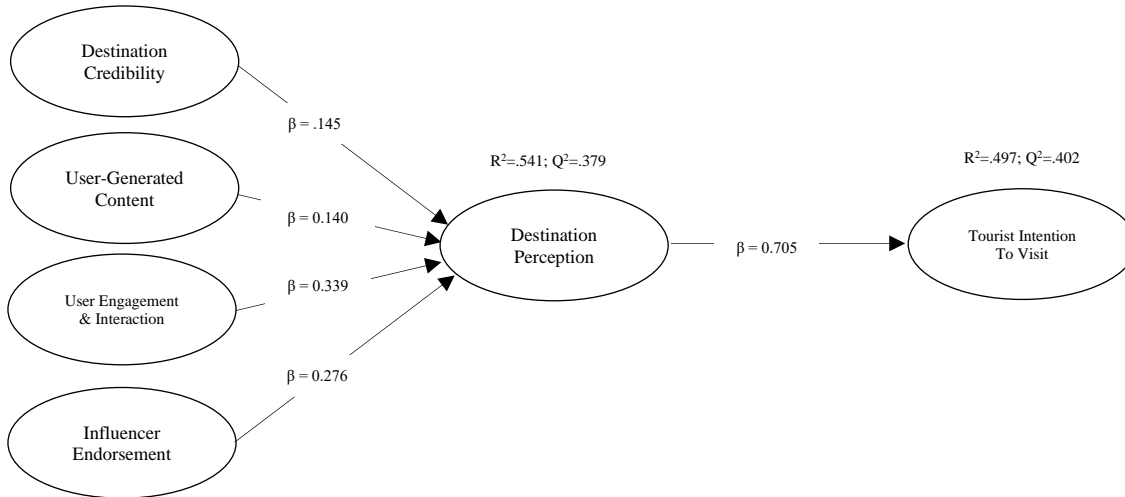 Destination
Credibility
β = .145
User-Generated
Content
β = 0.140
User Engagement
& Interaction
β = 0.339
Influencer
Endorsement
β = 0.276
R²=.541; Q²=.379
Destination
Perception
β = 0.705
R²=.497; Q²=.402
Tourist Intention
To Visit